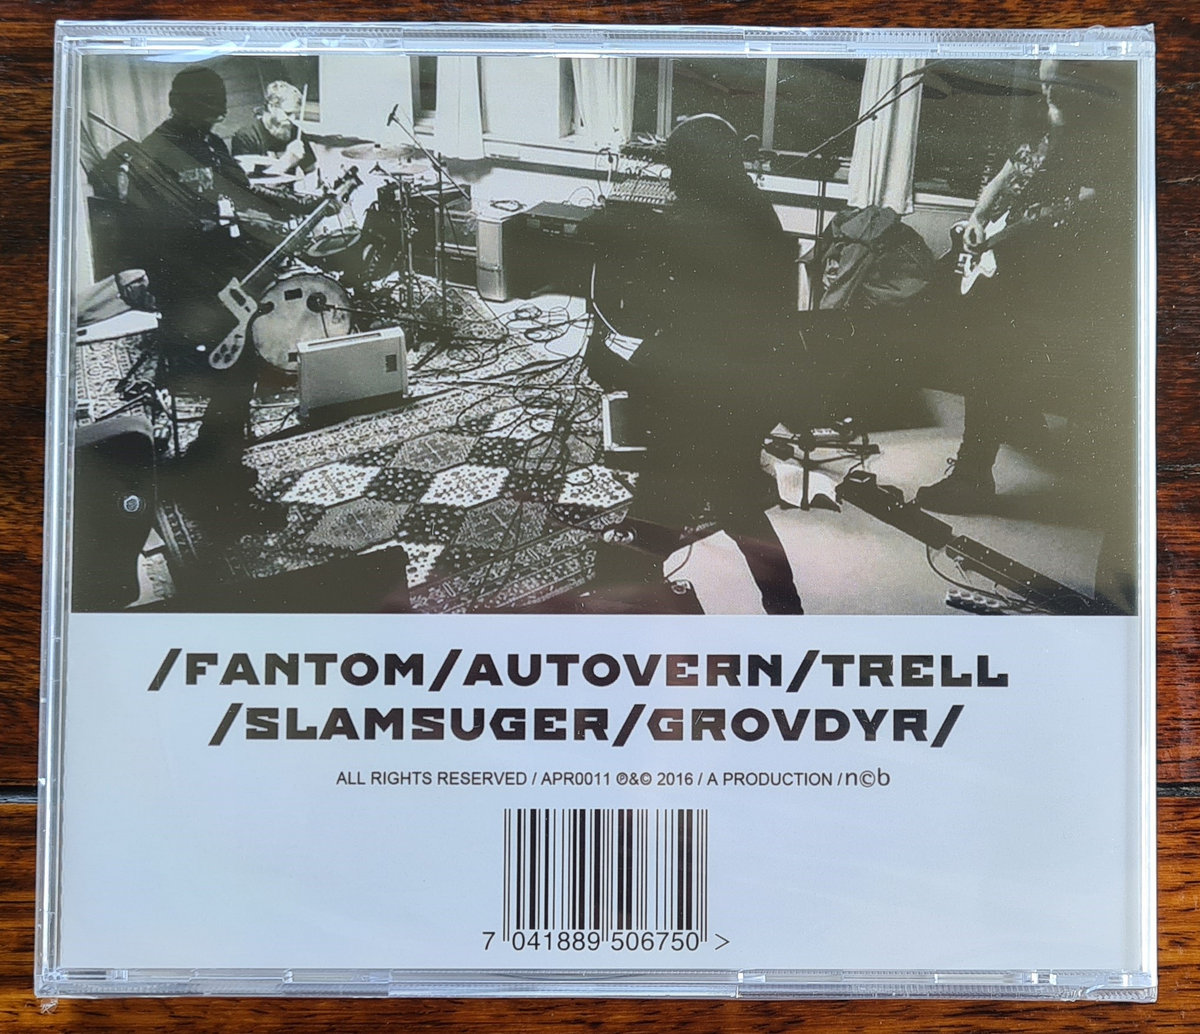 /FANTOM/AUTOVERN/TRELL
/SLAMSUGER/GROVDYR/
ALL RIGHTS RESERVED / APR0011 ℗&© 2016 / A PRODUCTION / n©b
7 041889 506750 >